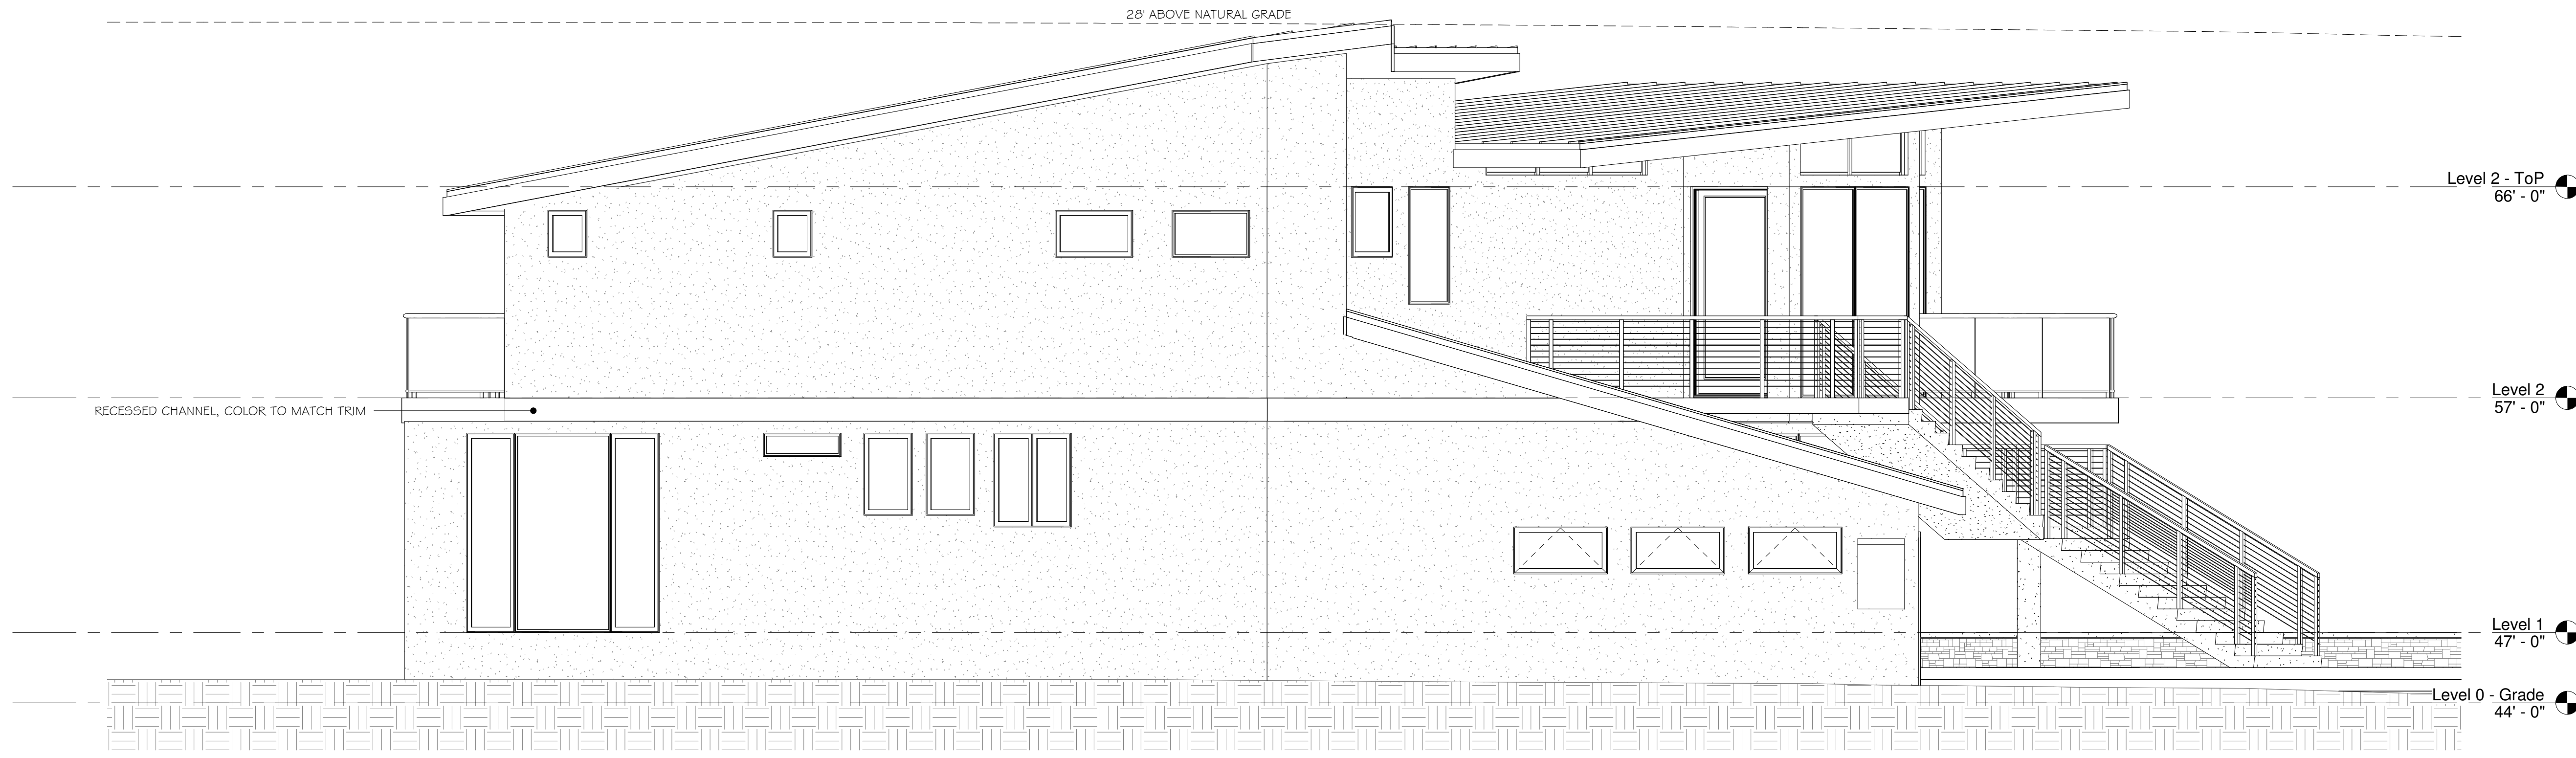 28' ABOVE NATURAL GRADE
Level 2 - ToP
66' - 0"
Level 2
57' - 0"
RECESSED CHANNEL, COLOR TO MATCH TRIM
Level 1
47' - 0"
Level 0 - Grade
44' - 0"